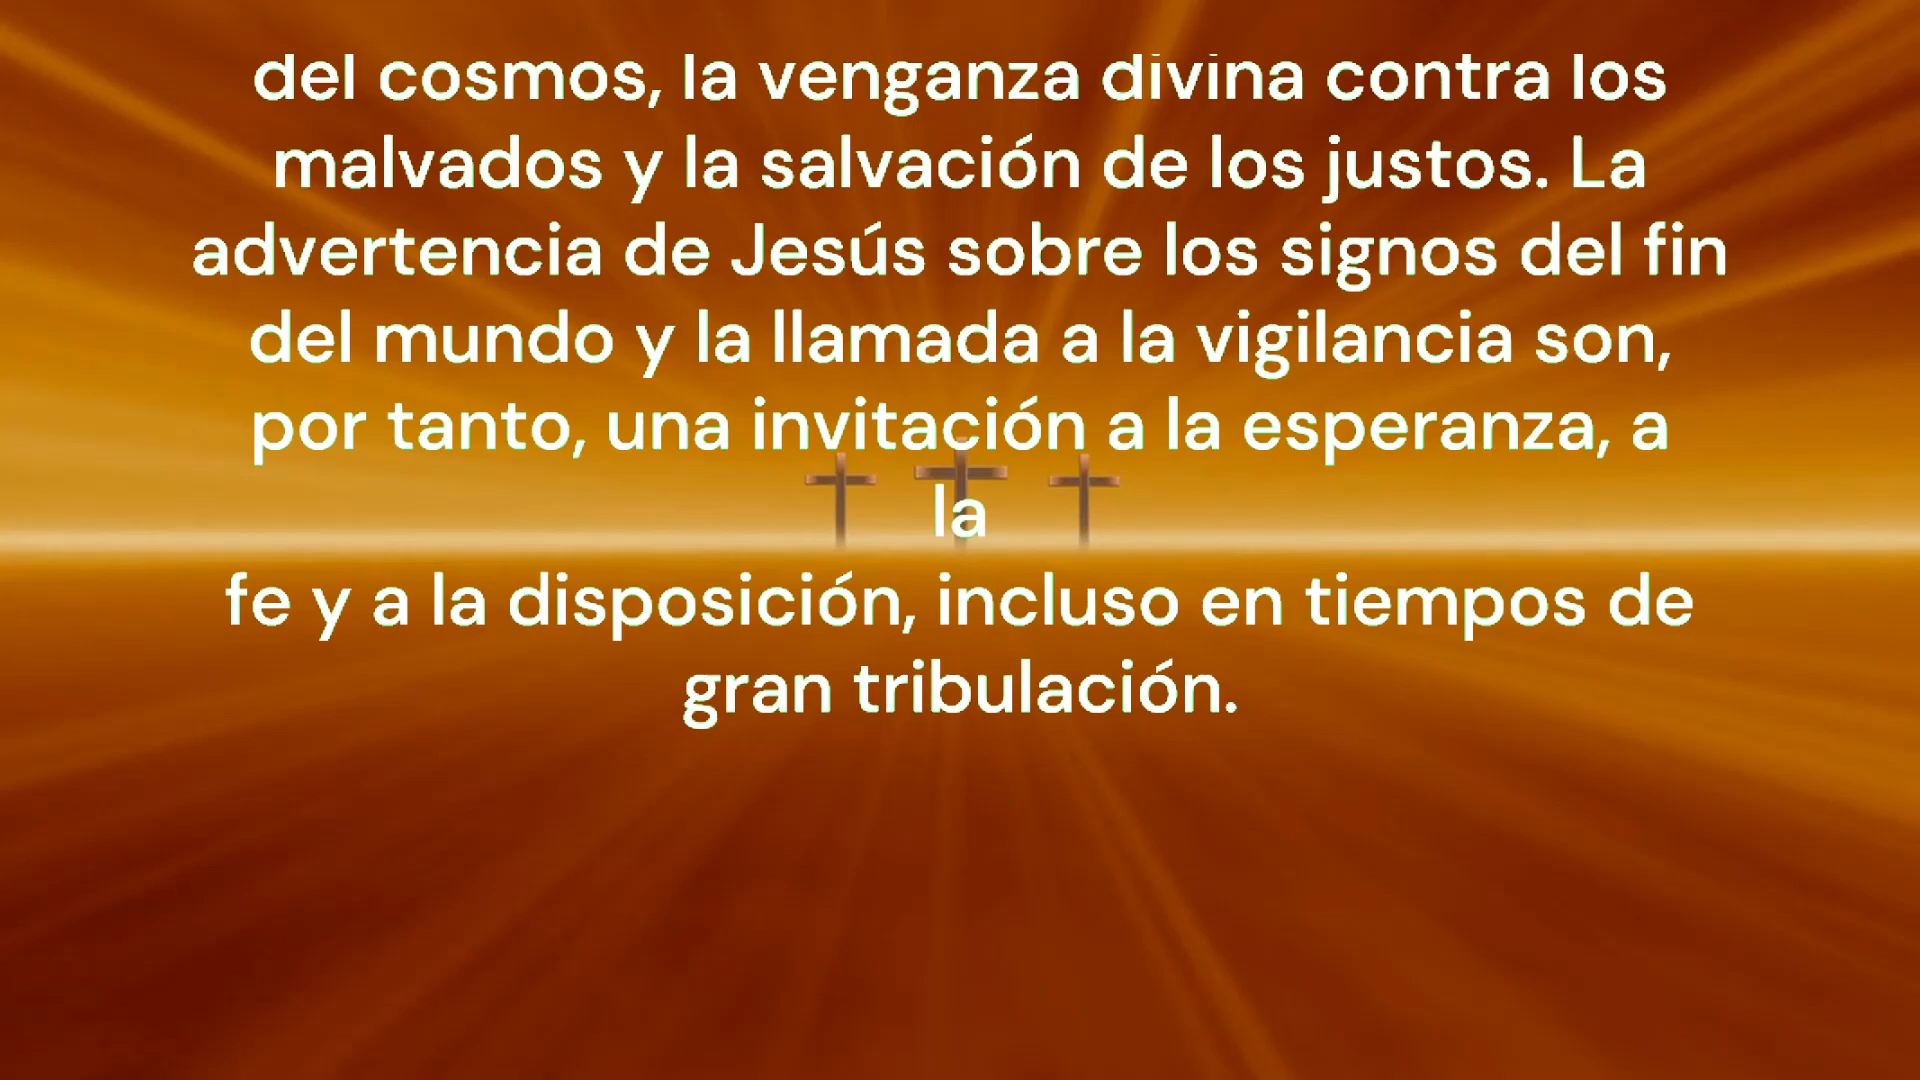 del cosmos, la venganza divina contra los
malvados y la salvación de los justos. La
advertencia de Jesús sobre los signos del fin
del mundo y la llamada a la vigilancia son,
por tanto, una invitación a la esperanza, a
la
fe y a la disposición, incluso en tiempos de
gran tribulación.